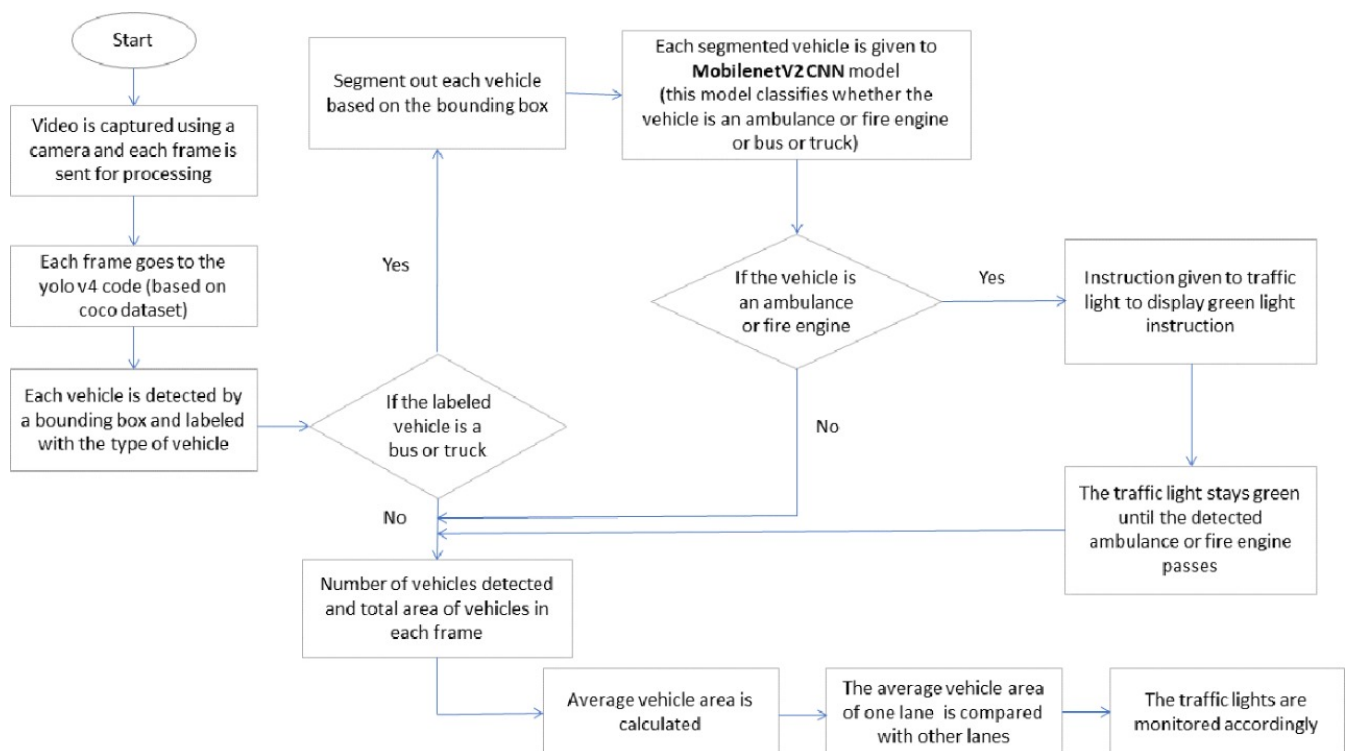 Start
Video is captured using a
camera and each frame is
sent for processing
Each frame goes to the
yolo v4 code (based on
coco dataset)
Each vehicle is detected by
a bounding box and labeled
with the type of vehicle
If the labeled
vehicle is a
bus or truck
Yes
Segment out each vehicle
based on the bounding box
Each segmented vehicle is given to
MobilenetV2 CNN model
(this model classifies whether the
vehicle is an ambulance or fire engine
or bus or truck)
If the vehicle is
an ambulance
or fire engine
Yes
Instruction given to traffic
light to display green light
instruction
The traffic light stays green
until the detected
ambulance or fire engine
passes
No
No
Number of vehicles detected
and total area of vehicles in
each frame
Average vehicle area is
calculated
The average vehicle area
of one lane is compared
with other lanes
The traffic lights are
monitored accordingly